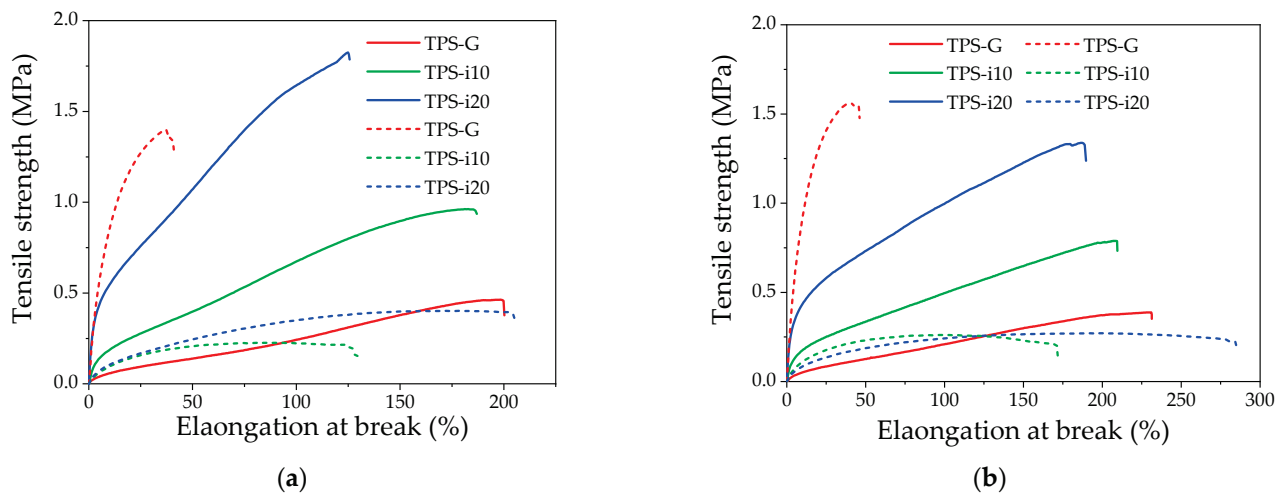 2.0
1.5
1.0
0.5
0.0
Tensile strength (MPa)
TPS-G
TPS-i10
TPS-i20
TPS-G
TPS-i10
TPS-i20
0 50 100 150 200
Elaongation at break (%)
(a)
2.0
1.5
1.0
0.5
0.0
Tensile strength (MPa)
TPS-G TPS-G
TPS-i10 TPS-i10
TPS-i20 TPS-i20
0 50 100 150 200 250 300
Elaongation at break (%)
(b)